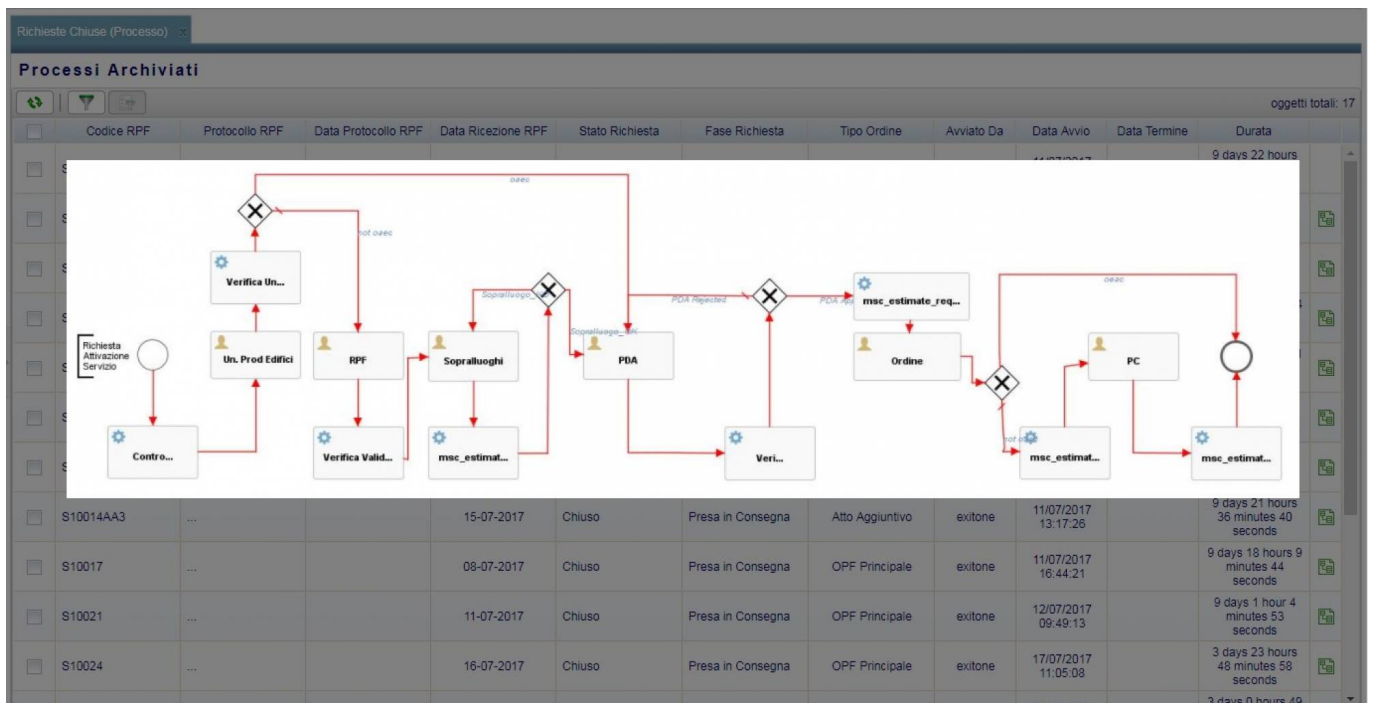 Richieste Chiuse (Processo)
Processi Archiviati
oggetti totali: 17
Codice RPF Protocollo RPF Data Protocollo RPF Data Ricezione RPF Stato Richiesta Fase Richiesta Tipo Ordine Avviato Da Data Avvio Data Termine Durata
9 days 22 hours
oaec
not oaec
Verifica Un...
PDA Rejected
msc_estimate_req...
Richiesta
Attivazione
Servizio
Un. Prod Edifici
RPF
Sopralluoghi
PDA
Ordine
PC
Contro...
Verifica Valid...
msc_estimat...
Veri...
msc_estimat...
msc_estimat...
S10014AA3 ... 15-07-2017 Chiuso Presa in Consegna Atto Aggiuntivo exitone 11/07/2017 13:17:26 9 days 21 hours 36 minutes 40 seconds
S10017 ... 08-07-2017 Chiuso Presa in Consegna OPF Principale exitone 11/07/2017 16:44:21 9 days 18 hours 9 minutes 44 seconds
S10021 ... 11-07-2017 Chiuso Presa in Consegna OPF Principale exitone 12/07/2017 09:49:13 9 days 1 hour 4 minutes 53 seconds
S10024 ... 16-07-2017 Chiuso Presa in Consegna OPF Principale exitone 17/07/2017 11:05:08 3 days 23 hours 48 minutes 58 seconds
3 days 0 hours 49